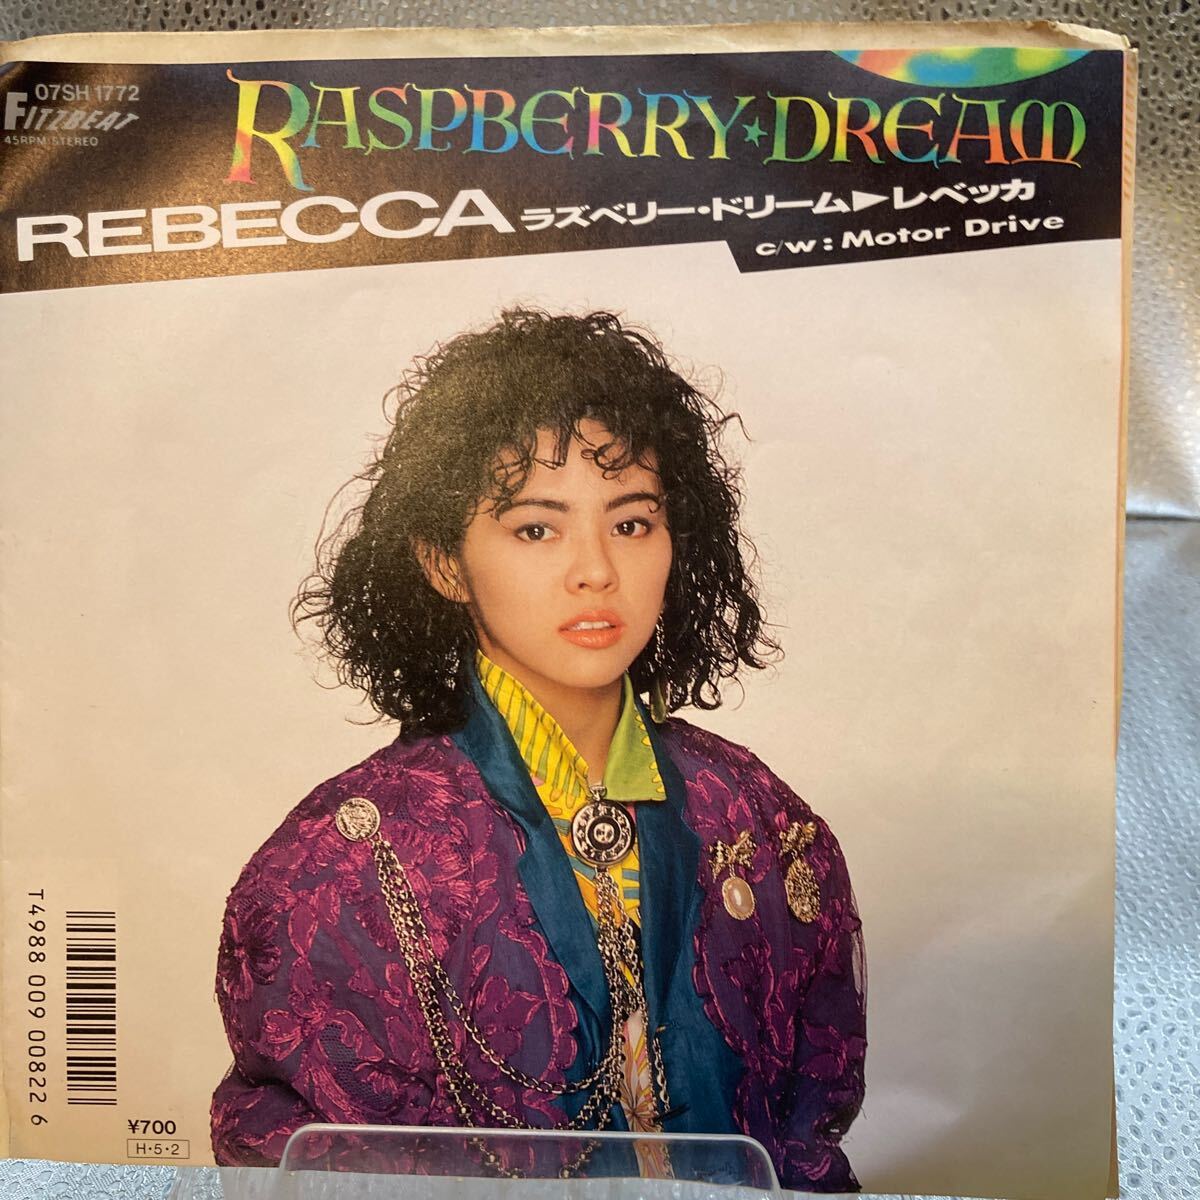 07SH 1772
FITZBEAT
45RPM/STEREO
RASPBERRY★DREAM
REBECCA
ラズベリー・ドリーム▶レベッカ
c/w : Motor Drive
T4988 009 00822 6
¥700
H・5・2